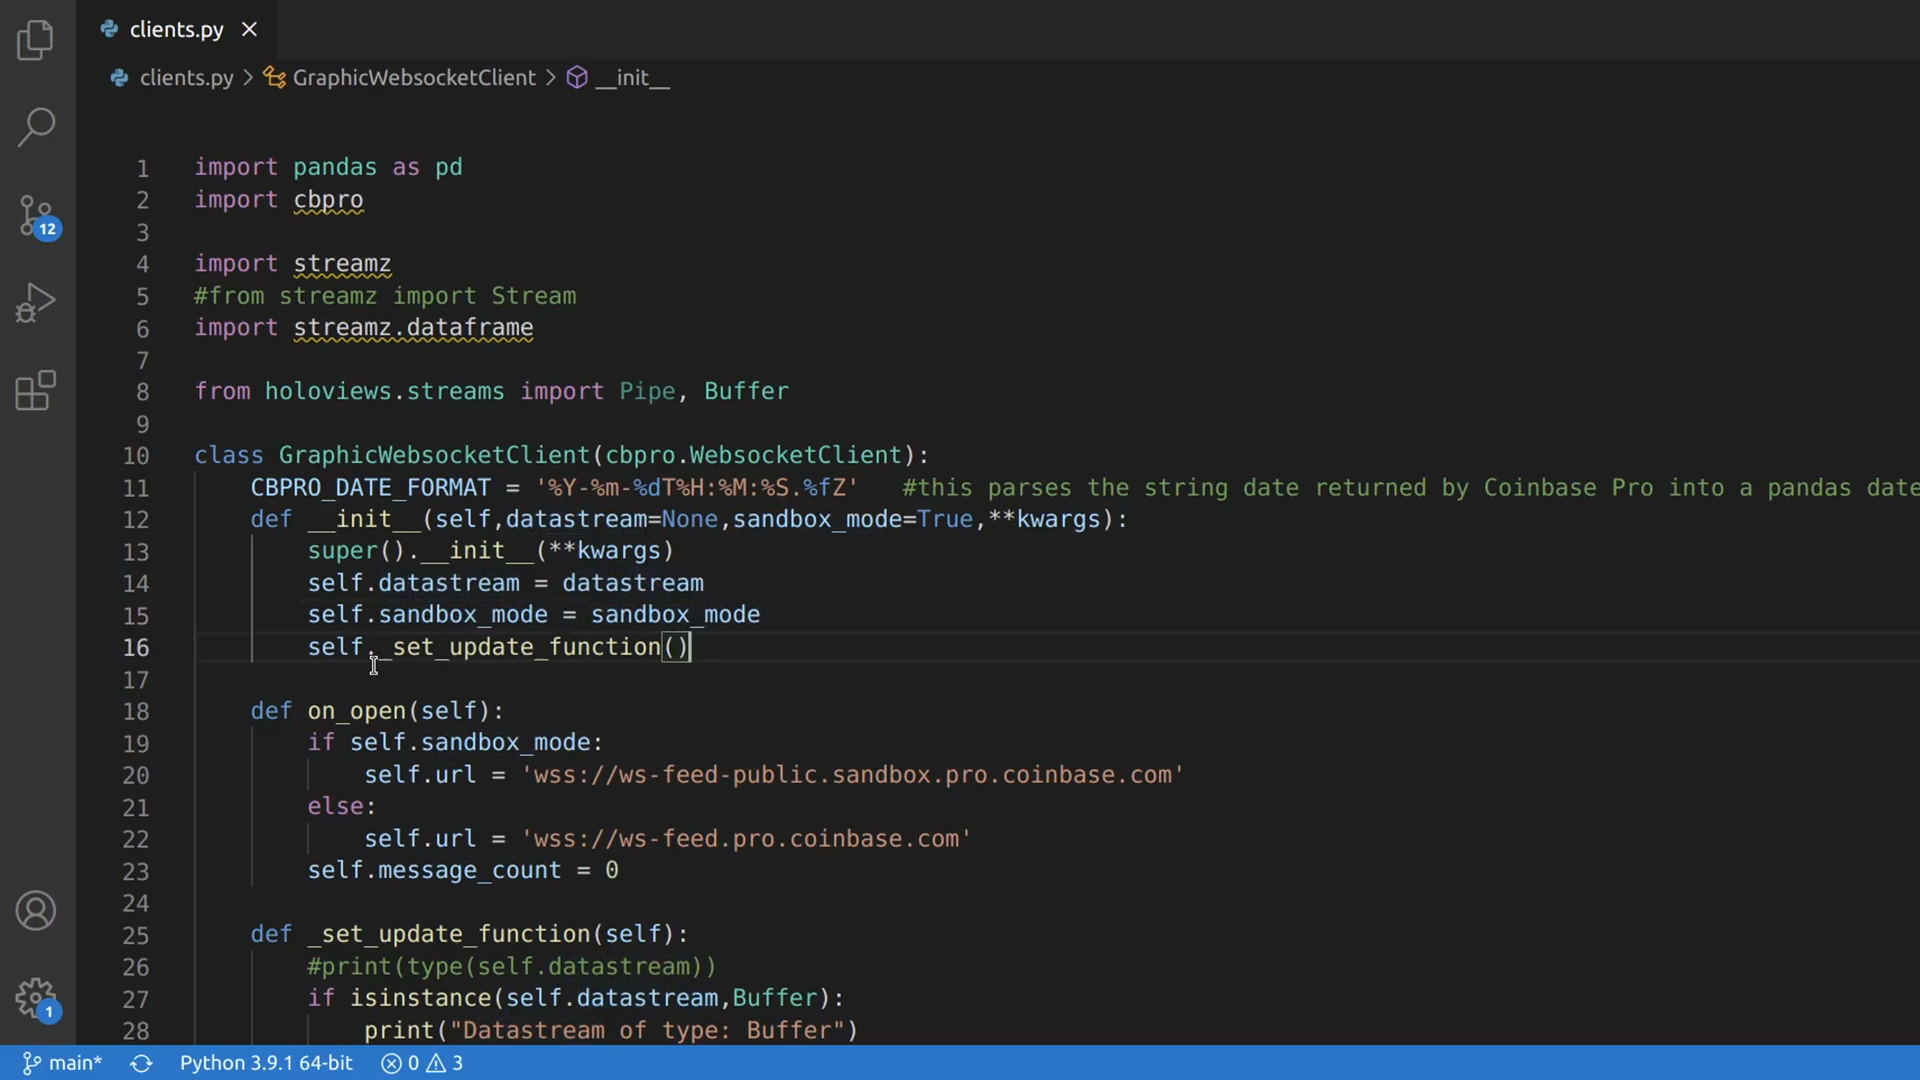 clients.py
clients.py > GraphicWebsocketClient > __init__
1 import pandas as pd
2 import cbpro
3
4 import streamz
5 #from streamz import Stream
6 import streamz.dataframe
7
8 from holoviews.streams import Pipe, Buffer
9
10 class GraphicWebsocketClient(cbpro.WebsocketClient):
11 CBPRO_DATE_FORMAT = '%Y-%m-%dT%H:%M:%S.%fZ' #this parses the string date returned by Coinbase Pro into a pandas date
12 def __init__(self,datastream=None,sandbox_mode=True,**kwargs):
13 super().__init__(**kwargs)
14 self.datastream = datastream
15 self.sandbox_mode = sandbox_mode
16 self._set_update_function()
17
18 def on_open(self):
19 if self.sandbox_mode:
20 self.url = 'wss://ws-feed-public.sandbox.pro.coinbase.com'
21 else:
22 self.url = 'wss://ws-feed.pro.coinbase.com'
23 self.message_count = 0
24
25 def _set_update_function(self):
26 #print(type(self.datastream))
27 if isinstance(self.datastream,Buffer):
28 print("Datastream of type: Buffer")
12
1
main* Python 3.9.1 64-bit 0 3